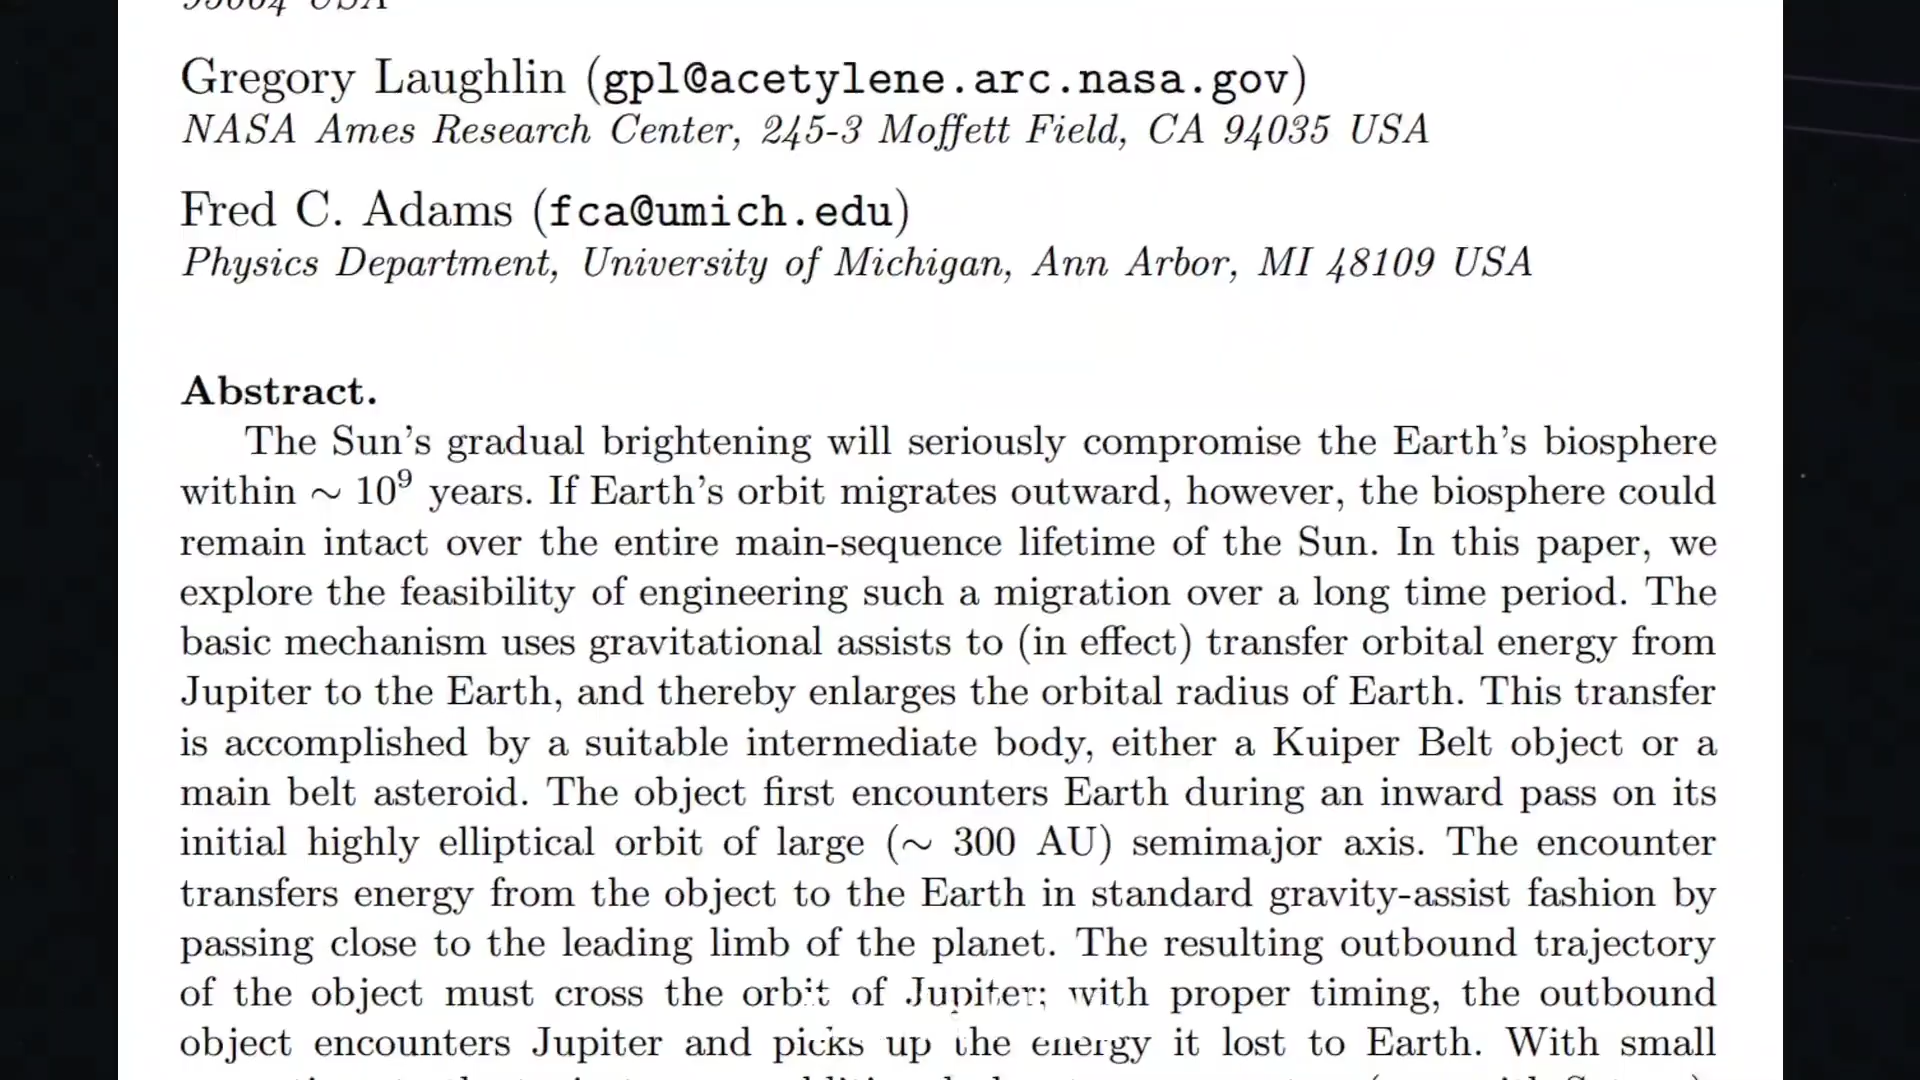 95064 USA
Gregory Laughlin (gpl@acetylene.arc.nasa.gov)
NASA Ames Research Center, 245-3 Moffett Field, CA 94035 USA
Fred C. Adams (fca@umich.edu)
Physics Department, University of Michigan, Ann Arbor, MI 48109 USA
Abstract.
The Sun's gradual brightening will seriously compromise the Earth's biosphere
within ∼ 10⁹ years. If Earth's orbit migrates outward, however, the biosphere could
remain intact over the entire main-sequence lifetime of the Sun. In this paper, we
explore the feasibility of engineering such a migration over a long time period. The
basic mechanism uses gravitational assists to (in effect) transfer orbital energy from
Jupiter to the Earth, and thereby enlarges the orbital radius of Earth. This transfer
is accomplished by a suitable intermediate body, either a Kuiper Belt object or a
main belt asteroid. The object first encounters Earth during an inward pass on its
initial highly elliptical orbit of large (∼ 300 AU) semimajor axis. The encounter
transfers energy from the object to the Earth in standard gravity-assist fashion by
passing close to the leading limb of the planet. The resulting outbound trajectory
of the object must cross the orbit of Jupiter; with proper timing, the outbound
object encounters Jupiter and picks up the energy it lost to Earth. With small